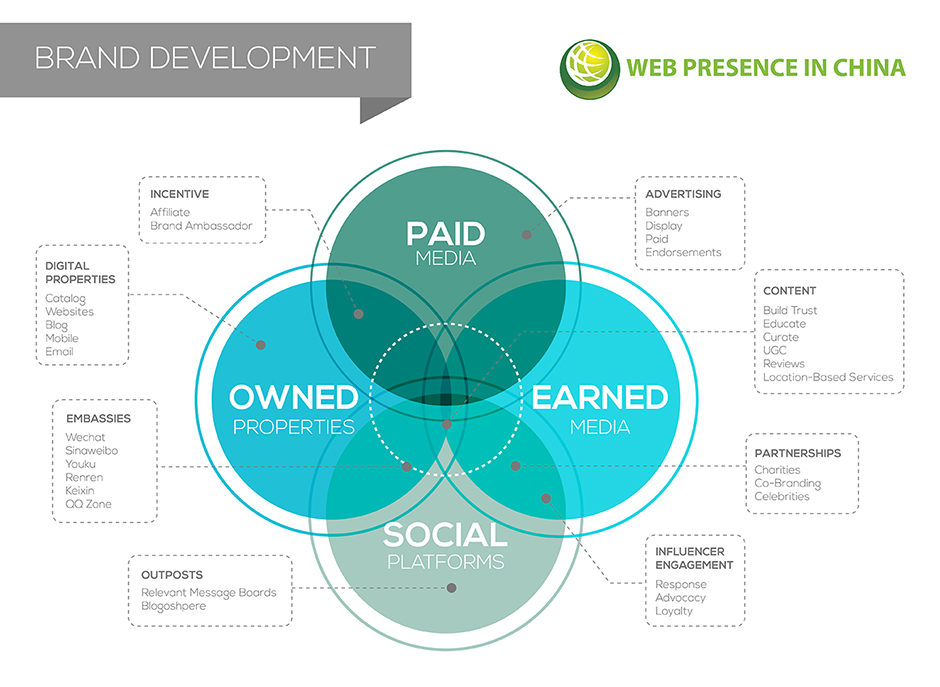 BRAND DEVELOPMENT
WEB PRESENCE IN CHINA
INCENTIVE
Affiliate
Brand Ambassador
ADVERTISING
Banners
Display
Paid
Endorsements
PAID
MEDIA
DIGITAL
PROPERTIES
Catalog
Websites
Blog
Mobile
Email
CONTENT
Build Trust
Educate
Curate
UGC
Reviews
Location-Based Services
OWNED
PROPERTIES
EARNED
MEDIA
EMBASSIES
Wechat
Sinaweibo
Youku
Renren
Keixin
QQ Zone
PARTNERSHIPS
Charities
Co-Branding
Celebrities
SOCIAL
PLATFORMS
OUTPOSTS
Relevant Message Boards
Blogoshpere
INFLUENCER
ENGAGEMENT
Response
Advocacy
Loyalty